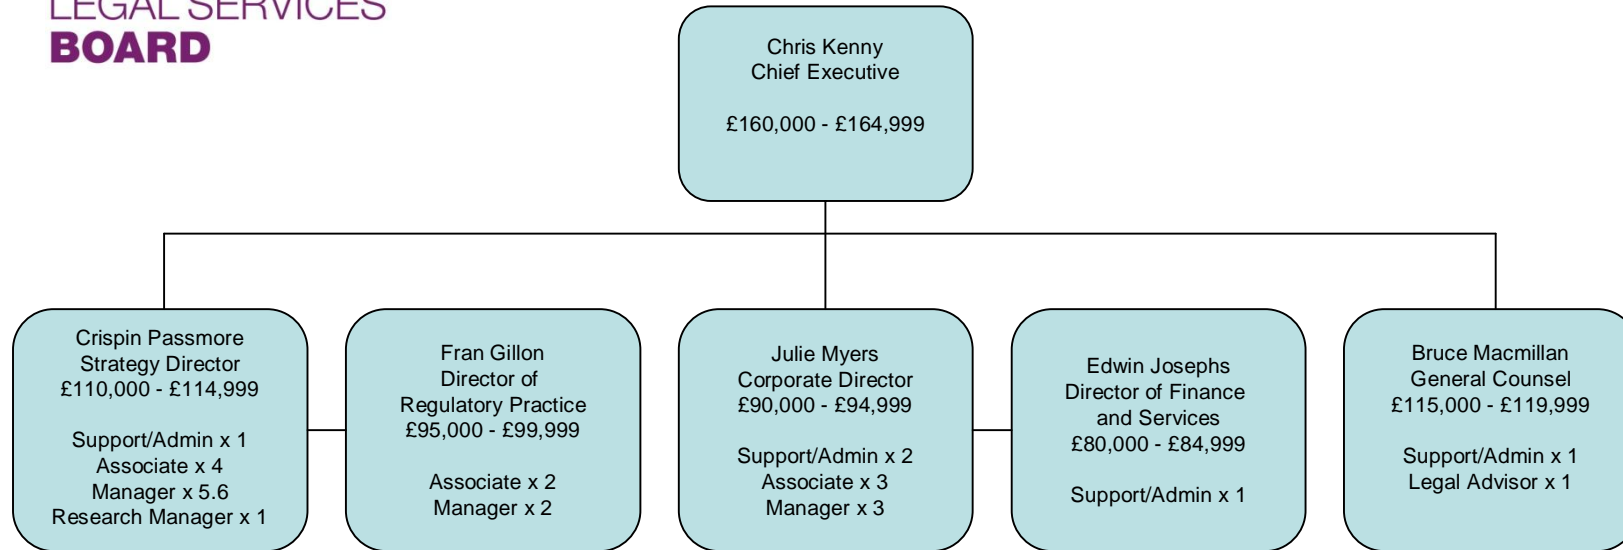 LEGAL SERVICES
BOARD
Chris Kenny
Chief Executive
£160,000 - £164,999
Crispin Passmore
Strategy Director
£110,000 - £114,999
Support/Admin x 1
Associate x 4
Manager x 5.6
Research Manager x 1
Fran Gillon
Director of
Regulatory Practice
£95,000 - £99,999
Associate x 2
Manager x 2
Julie Myers
Corporate Director
£90,000 - £94,999
Support/Admin x 2
Associate x 3
Manager x 3
Edwin Josephs
Director of Finance
and Services
£80,000 - £84,999
Support/Admin x 1
Bruce Macmillan
General Counsel
£115,000 - £119,999
Support/Admin x 1
Legal Advisor x 1